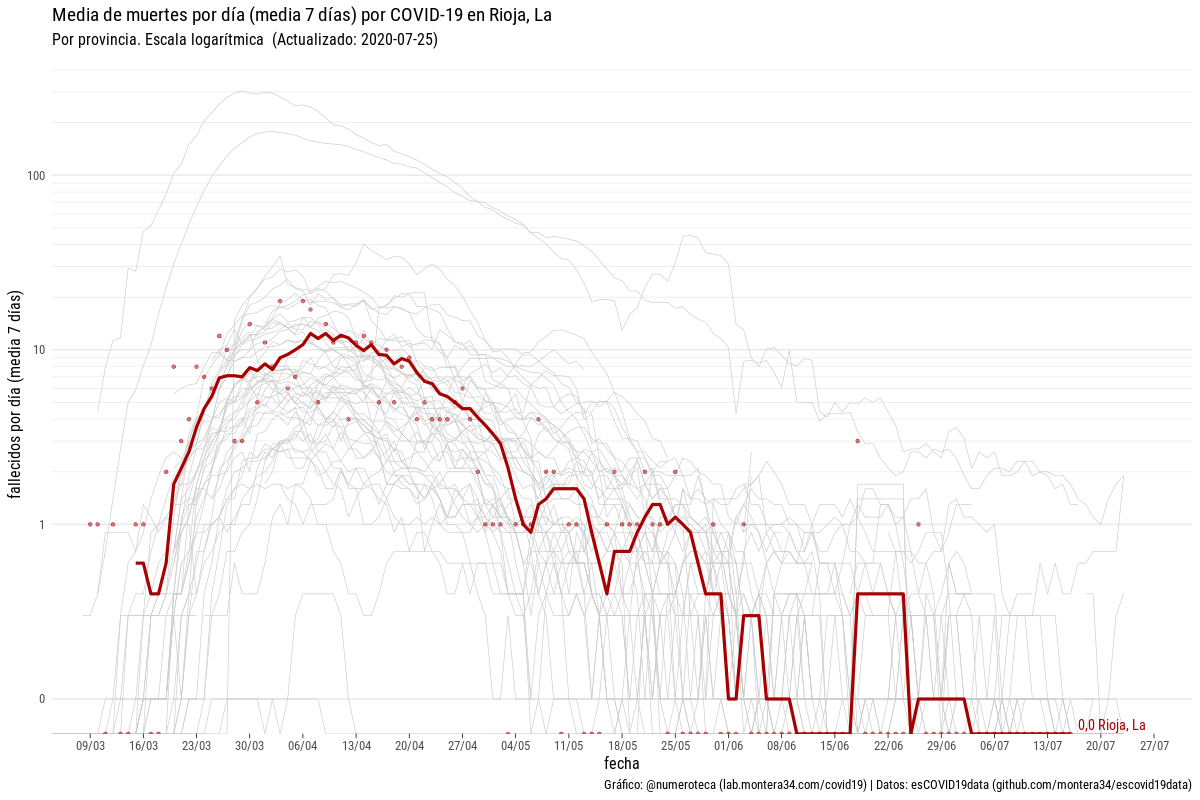 Media de muertes por día (media 7 días) por COVID-19 en Rioja, La
Por provincia. Escala logarítmica (Actualizado: 2020-07-25)
fallecidos por día (media 7 días)
100
10
1
0
0,0 Rioja, La
09/03 16/03 23/03 30/03 06/04 13/04 20/04 27/04 04/05 11/05 18/05 25/05 01/06 08/06 15/06 22/06 29/06 06/07 13/07 20/07 27/07
fecha
Gráfico: @numeroteca (lab.montera34.com/covid19) | Datos: esCOVID19data (github.com/montera34/escovid19data)